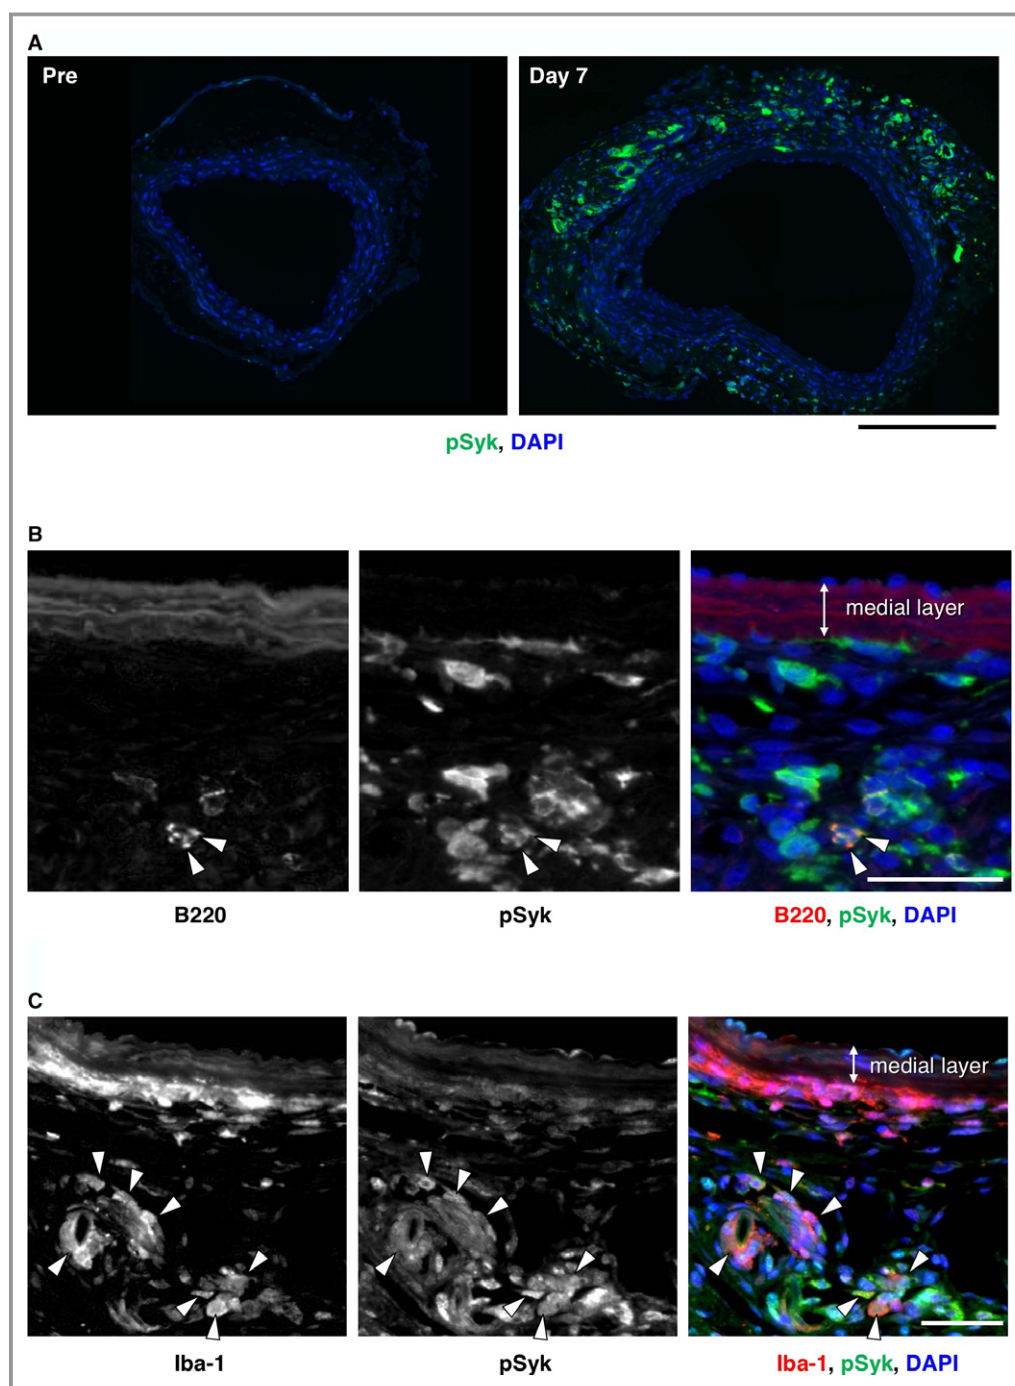 A
Pre
Day 7
pSyk, DAPI
B
medial layer
B220
pSyk
B220, pSyk, DAPI
C
medial layer
Iba-1
pSyk
Iba-1, pSyk, DAPI